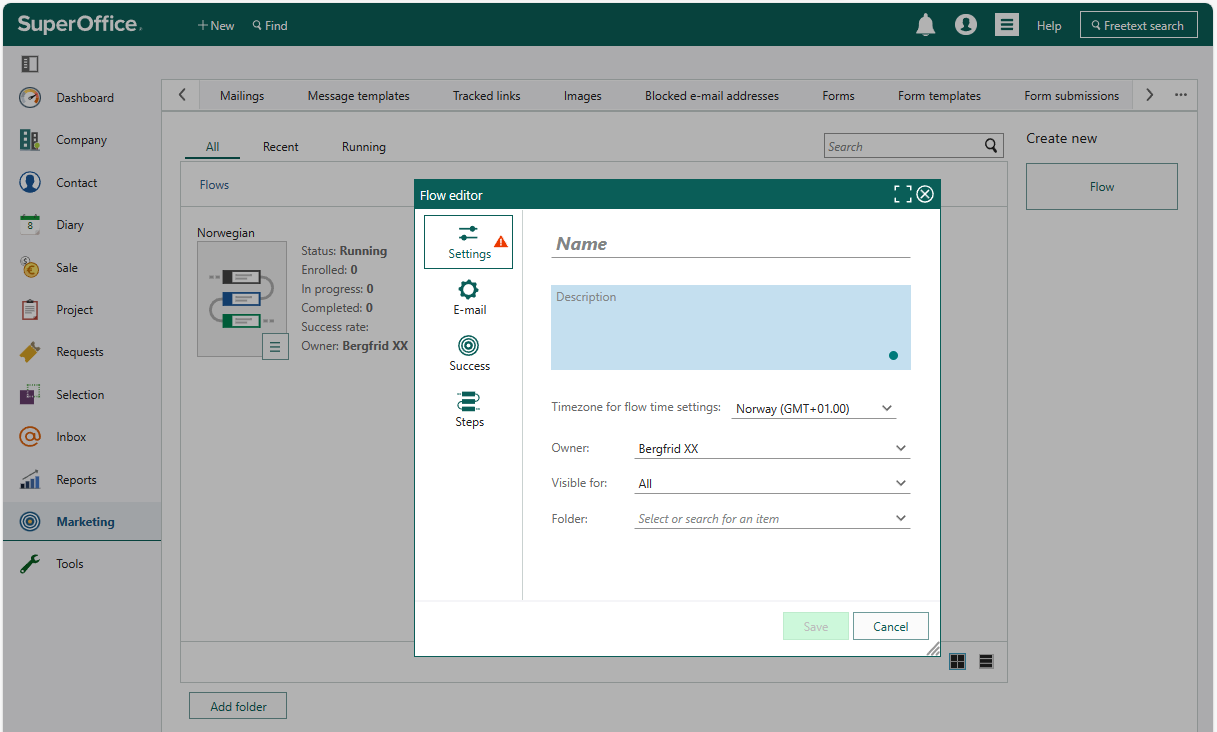 SuperOffice.
New
Find
Help
Freetext search
Dashboard
Company
Contact
8
Diary
Sale
Project
Requests
Selection
Inbox
Reports
Marketing
Tools
Mailings
Message templates
Tracked links
Images
Blocked e-mail addresses
Forms
Form templates
Form submissions
All
Recent
Running
Search
Flows
Norwegian
Status: Running
Enrolled: 0
In progress: 0
Completed: 0
Success rate:
Owner: Bergfrid XX
Create new
Flow
Flow editor
Settings
E-mail
Success
Steps
Name
Description
Timezone for flow time settings: Norway (GMT+01.00)
Owner: Bergfrid XX
Visible for: All
Folder: Select or search for an item
Save
Cancel
Add folder